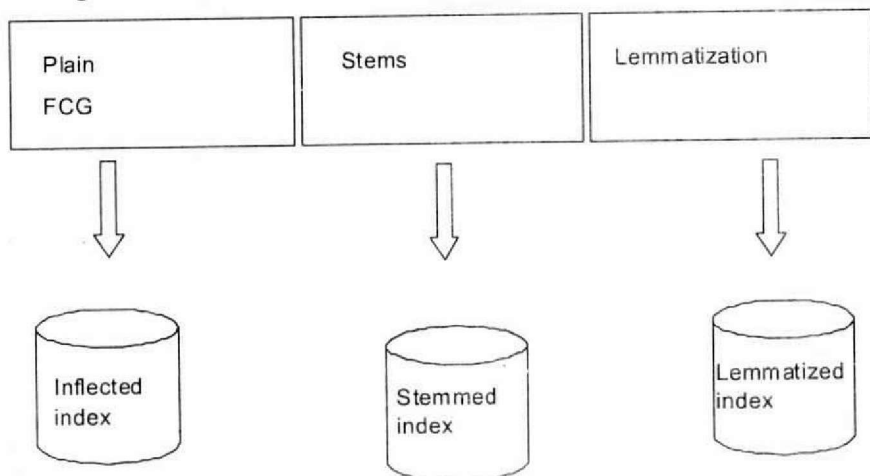 Plain
FCG
Stems
Lemmatization
Inflected
index
Stemmed
index
Lemmatized
index